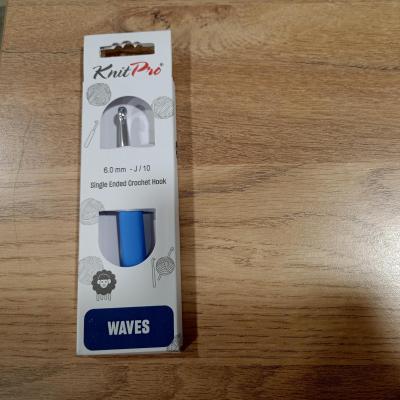 KnitPro®
6.0 mm - J / 10
Single Ended Crochet Hook
WAVES